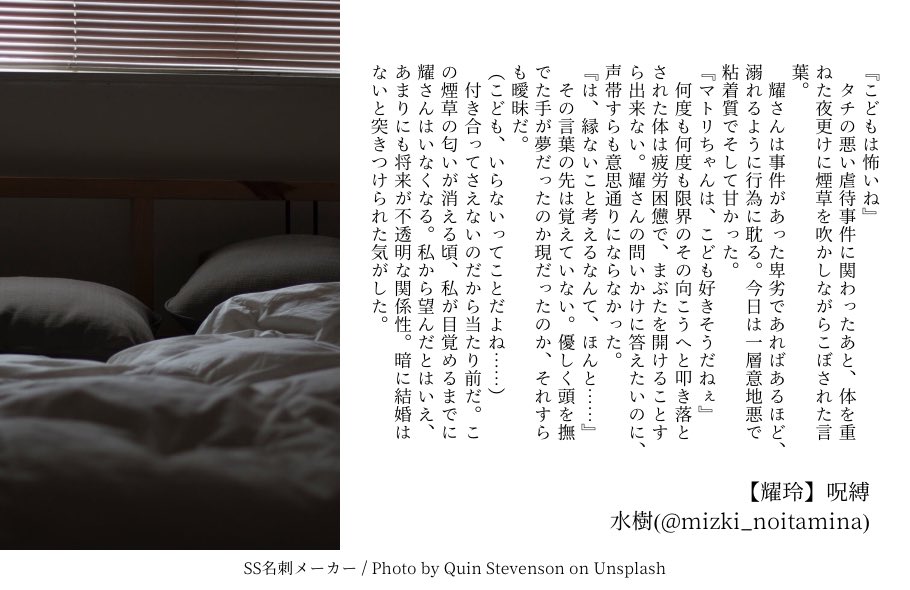 『こどもは怖いね』
　タチの悪い虐待事件に関わったあと、体を重
ねた夜更けに煙草を吹かしながらこぼされた言
葉。
　耀さんは事件があった卑劣であればあるほど、
溺れるように行為に耽る。今日は一層意地悪で
粘着質でそして甘かった。
『マトリちゃんは、こども好きそうだねぇ』
　何度も何度も限界のその向こうへと叩き落と
された体は疲労困憊で、まぶたを開けることす
ら出来ない。耀さんの問いかけに答えたいのに、
声帯すらも意思通りにならなかった。
『は、縁ないこと考えるなんて、ほんと……』
　その言葉の先は覚えていない。優しく頭を撫
でた手が夢だったのか現だったのか、それすら
も曖昧だ。
（こども、いらないってことだよね……）
　付き合ってさえないのだから当たり前だ。こ
の煙草の匂いが消える頃、私が目覚めるまでに
耀さんはいなくなる。私から望んだとはいえ、
あまりにも将来が不透明な関係性。暗に結婚は
ないと突きつけられた気がした。
【耀玲】呪縛
水樹(@mizki_noitamina)
SS名刺メーカー / Photo by Quin Stevenson on Unsplash